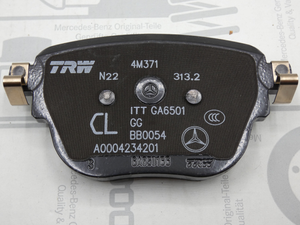 TRW
4M371
N22
313.2
ITT GA6501
CL
GG
BB0054
A0004234201